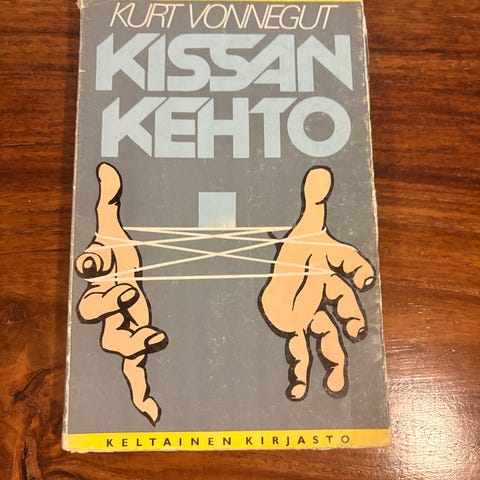 KURT VONNEGUT
KISSAN
KEHTO
KELTAINEN KIRJASTO